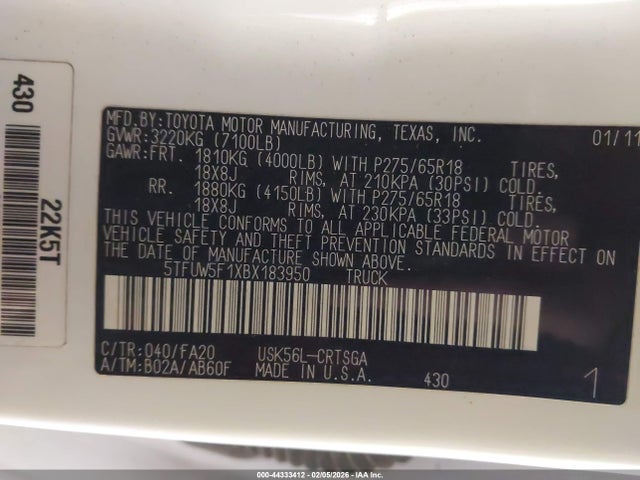 430
22K5T
MFD.BY:TOYOTA MOTOR MANUFACTURING, TEXAS, INC. 01/11
GVWR:3220KG (7100LB)
GAWR:FRT. 1810KG (4000LB) WITH P275/65R18 TIRES,
18X8J RIMS, AT 210KPA (30PSI) COLD.
RR. 1880KG (4150LB) WITH P275/65R18 TIRES,
18X8J RIMS, AT 230KPA (33PSI) COLD.
THIS VEHICLE CONFORMS TO ALL APPLICABLE FEDERAL MOTOR
VEHICLE SAFETY AND THEFT PREVENTION STANDARDS IN EFFECT ON
THE DATE OF MANUFACTURE SHOWN ABOVE.
5TFUW5F1XBX183950 TRUCK
C/TR:040/FA20 USK56L-CRTSGA
A/TM:B02A/AB60F MADE IN U.S.A. 430
1
000-44333412 - 02/05/2026 - IAA Inc.